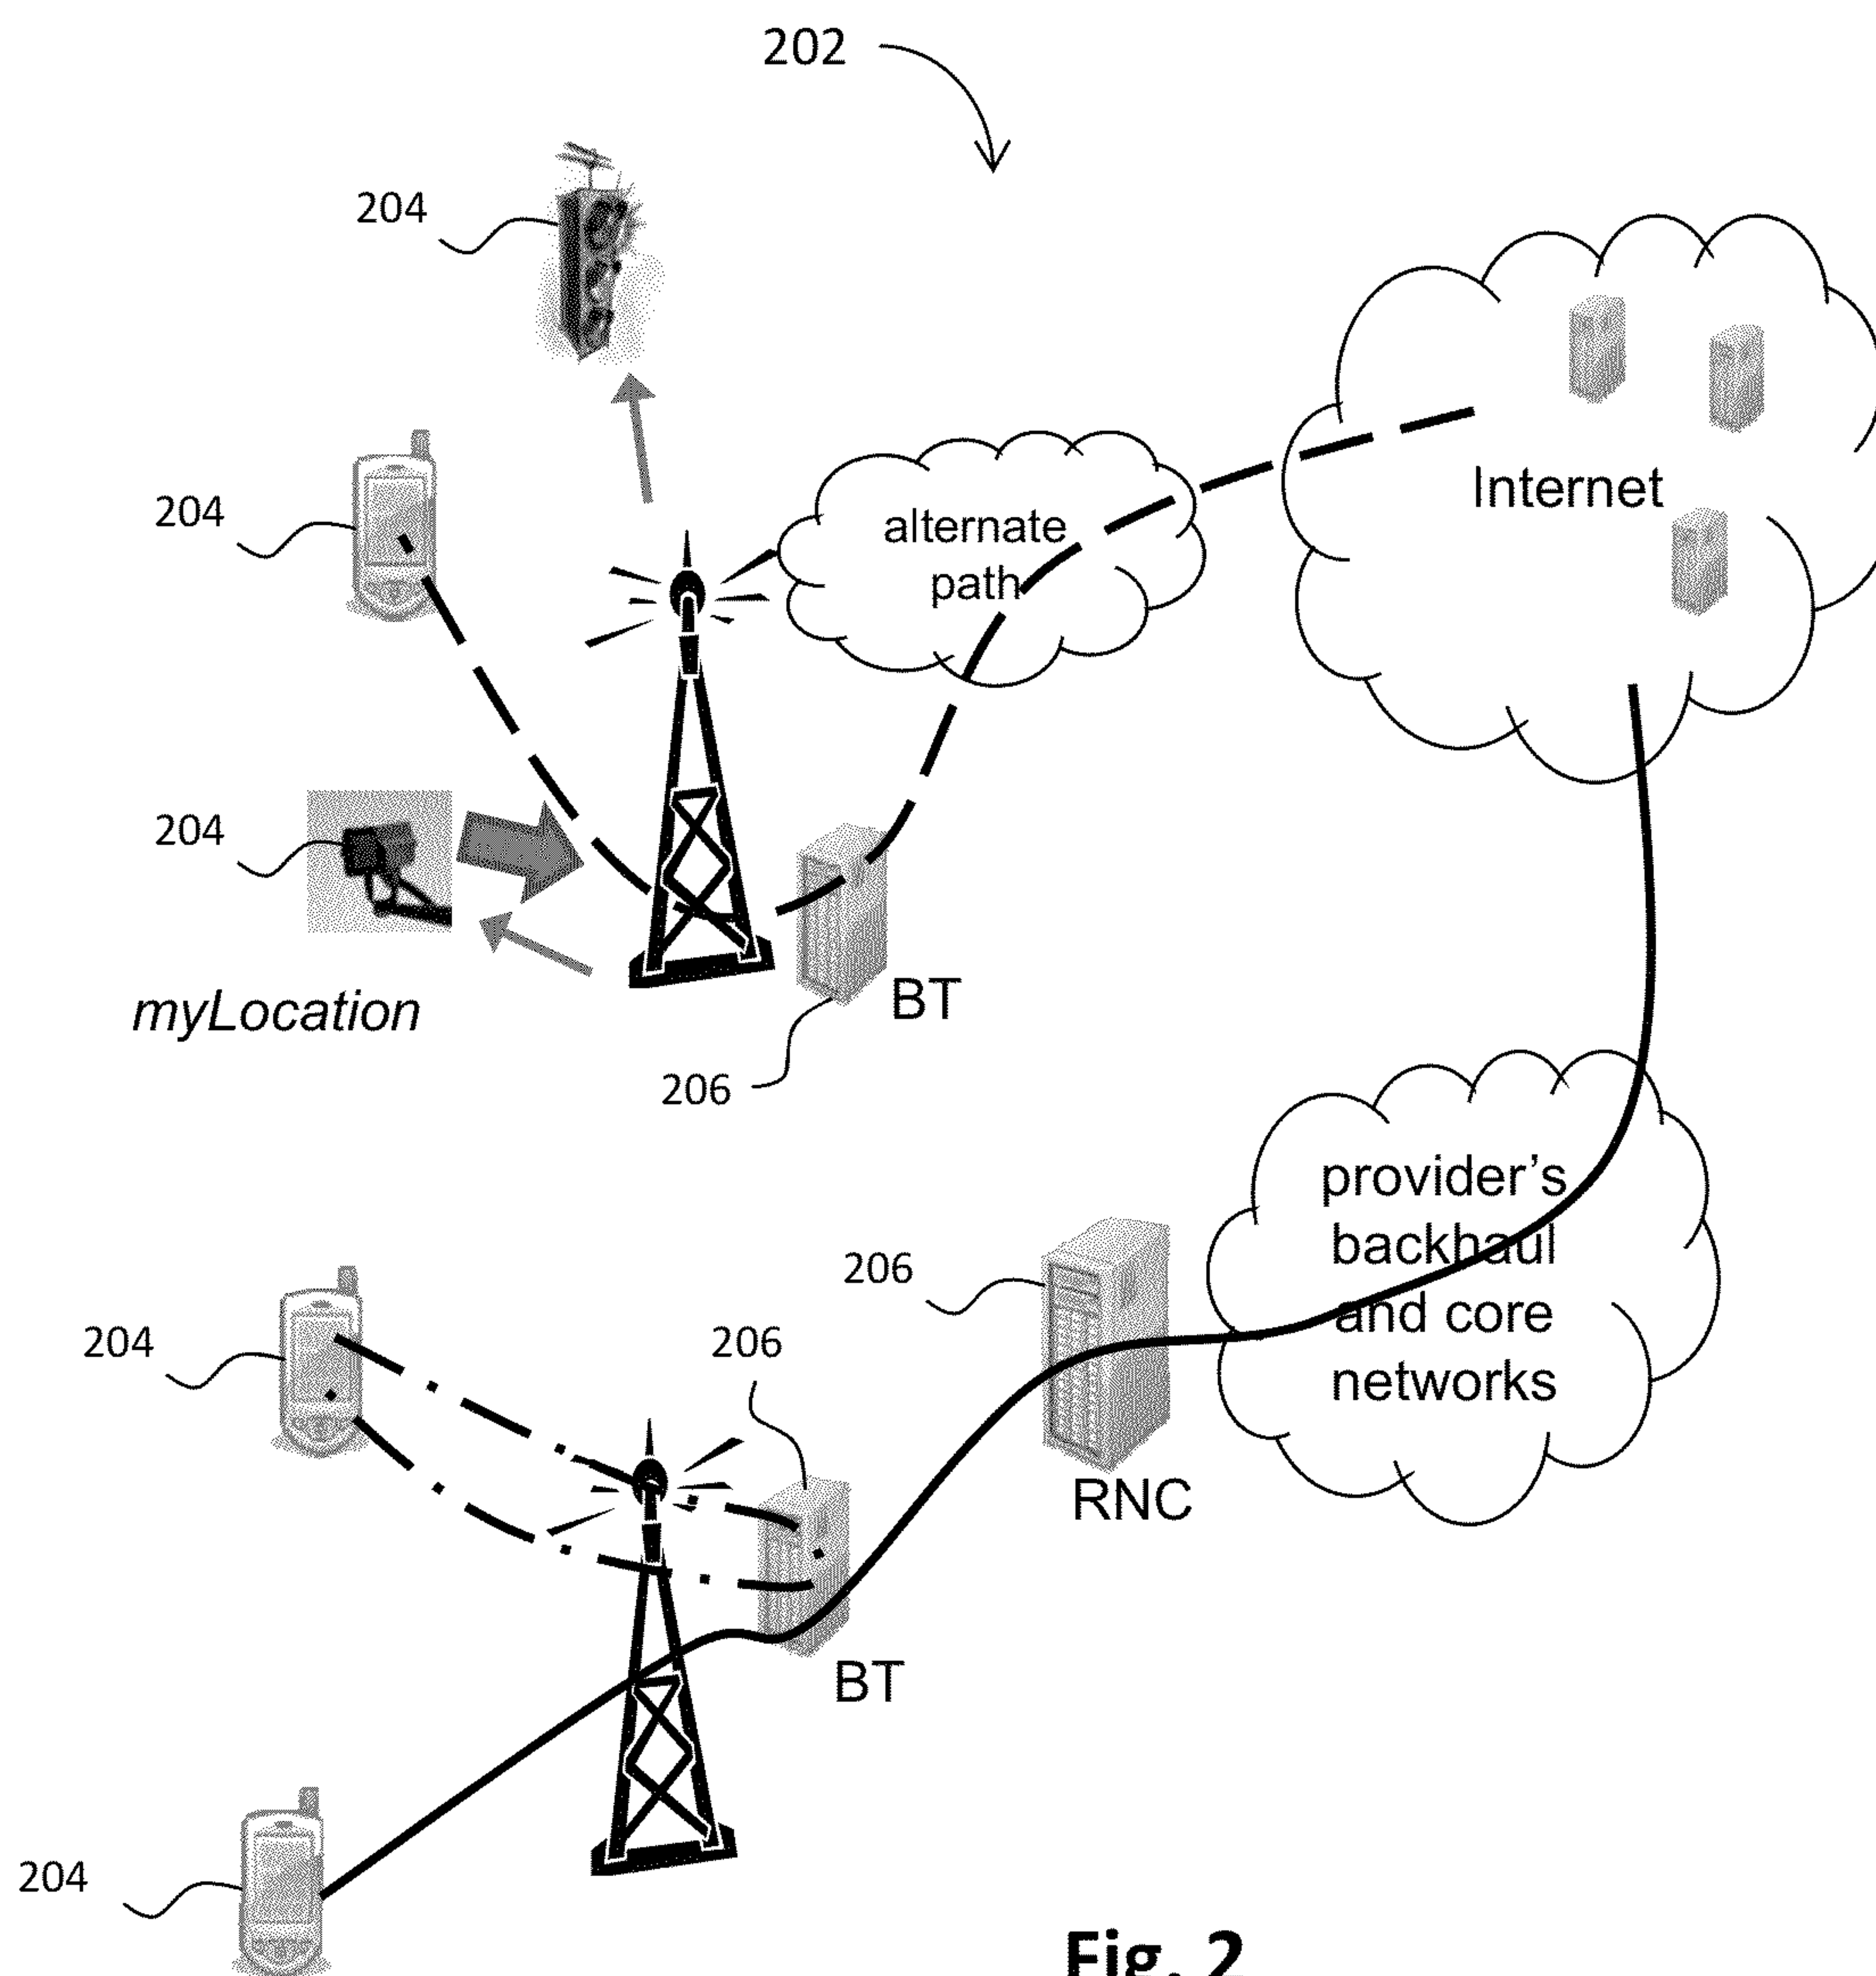 202
204
204
alternate
path
Internet
204
myLocation
BT
206
provider's
backhaul
and core
networks
206
204
206
RNC
BT
204
Fig. 2